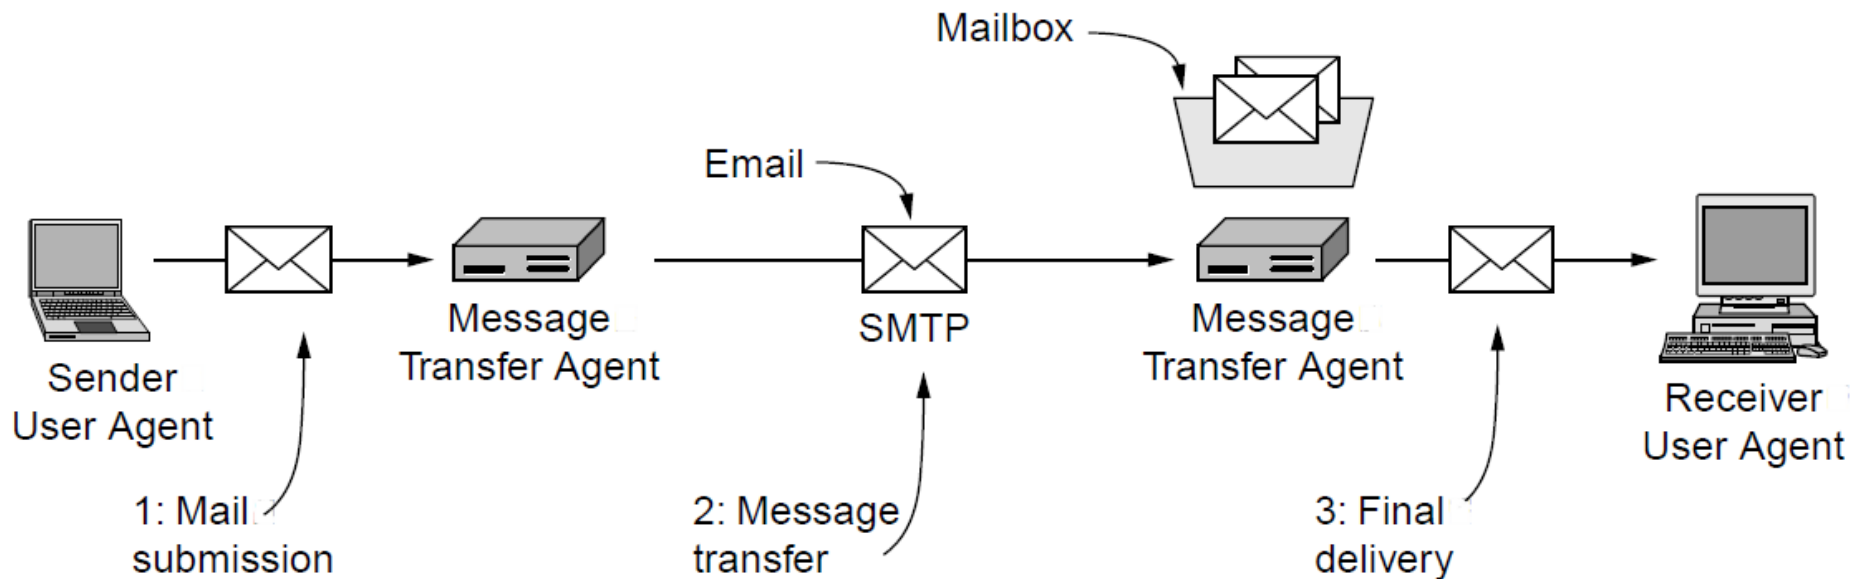 Mailbox
Email
Message
Transfer Agent
SMTP
Message
Transfer Agent
Sender
User Agent
Receiver
User Agent
1: Mail
submission
2: Message
transfer
3: Final
delivery